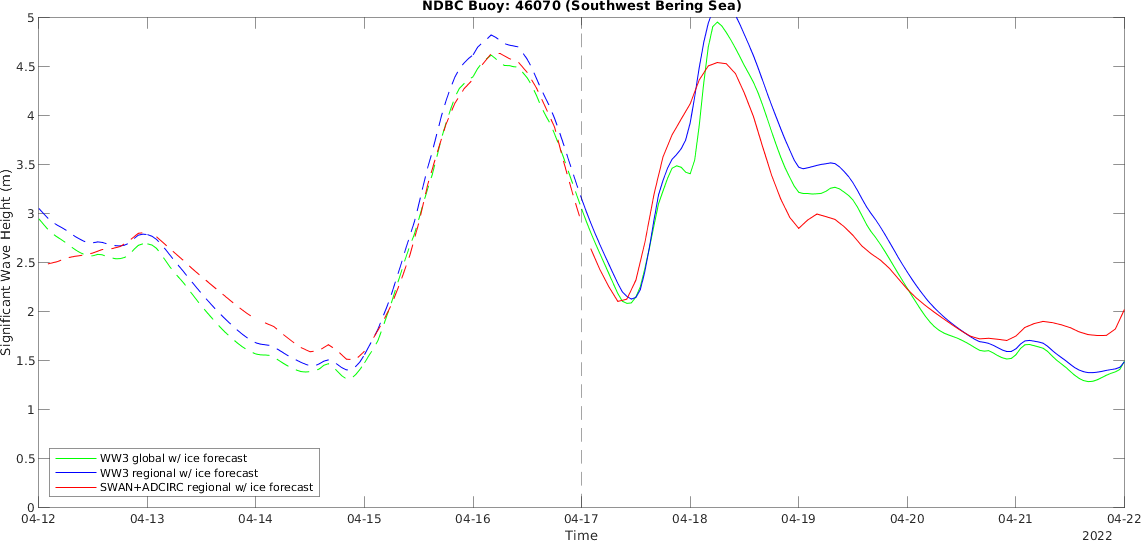 NDBC Buoy: 46070 (Southwest Bering Sea)
5
4.5
4
3.5
3
2.5
2
1.5
1
0.5
0
Significant Wave Height (m)
WW3 global w/ ice forecast
WW3 regional w/ ice forecast
SWAN+ADCIRC regional w/ ice forecast
04-12 04-13 04-14 04-15 04-16 04-17 04-18 04-19 04-20 04-21 04-22
Time
2022